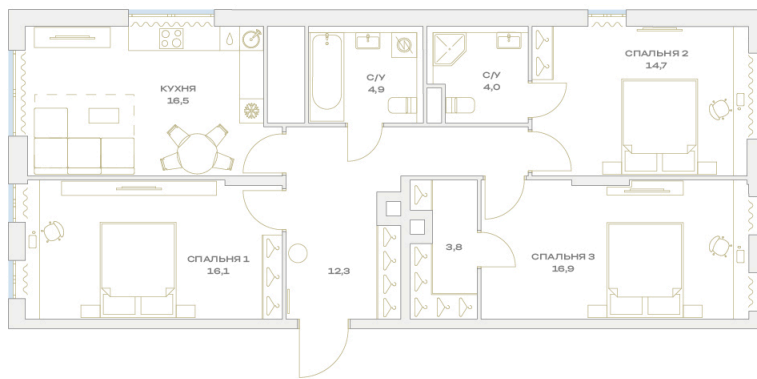 КУХНЯ
16,5
С/У
4,9
С/У
4,0
СПАЛЬНЯ 2
14,7
СПАЛЬНЯ 1
16,1
12,3
3,8
СПАЛЬНЯ 3
16,9